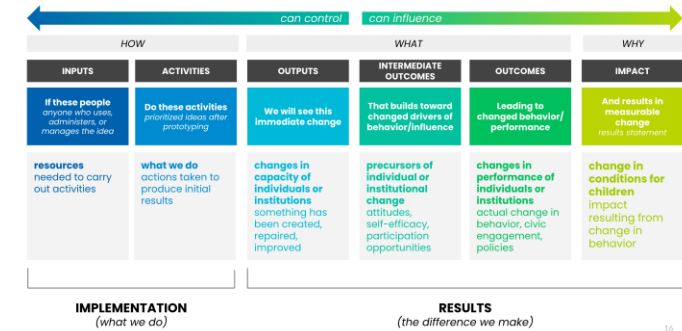 can control can influence
HOW WHAT WHY
INPUTS
ACTIVITIES
OUTPUTS
INTERMEDIATE
OUTCOMES
OUTCOMES
IMPACT
If these people
anyone who uses,
administers, or
manages the idea
Do these activities
prioritized ideas after
prototyping
We will see this
immediate change
That builds toward
changed drivers of
behavior/influence
Leading to
changed behavior/
performance
And results in
measurable
change
results statement
resources
needed to carry
out activities
what we do
actions taken to
produce initial
results
changes in
capacity of
individuals or
institutions
something has
been created,
repaired,
improved
precursors of
individual or
institutional
change
attitudes,
self-efficacy,
participation
opportunities
changes in
performance of
individuals or
institutions
actual change in
behavior, civic
engagement,
policies
change in
conditions for
children
impact
resulting from
change in
behavior
IMPLEMENTATION
(what we do)
RESULTS
(the difference we make)
16